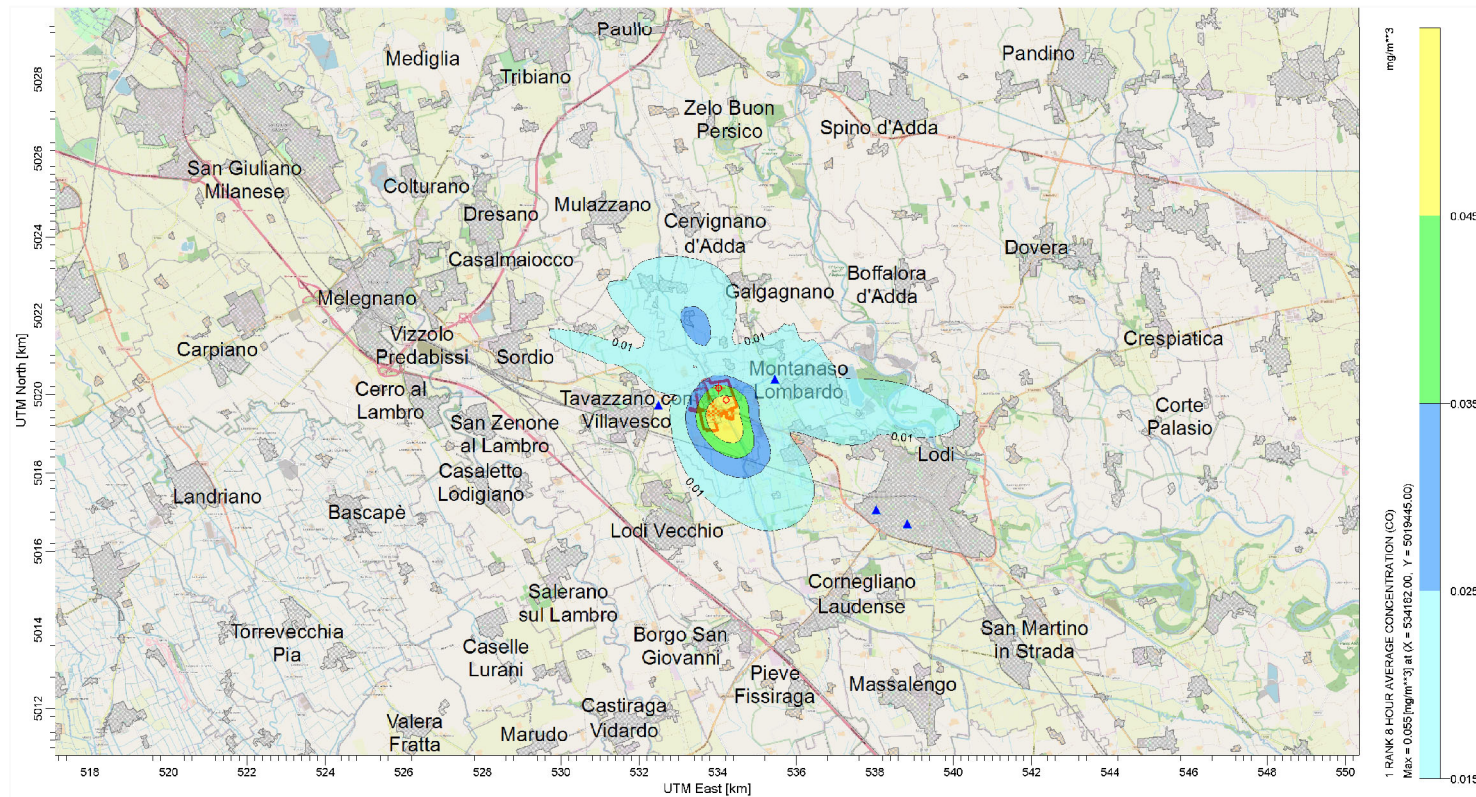 Paullo
Mediglia
Tribiano
Pandino
Zelo Buon
Persico
Spino d'Adda
San Giuliano
Milanese
Colturano
Dresano
Mulazzano
Cervignano
d'Adda
Dovera
Casalmaiocco
Boffalora
d'Adda
Galgagnano
Melegnano
Vizzolo
Predabissi
Sordio
Carpiano
Crespiatica
0.01
0.01
Montanaso
Lombardo
Cerro al
Lambro
Tavazzano con
Villavesco
San Zenone
al Lambro
Corte
Palasio
0.01
Lodi
Casaletto
Lodigiano
0.01
Landriano
Bascapè
Lodi Vecchio
Cornegliano
Laudense
Salerano
sul Lambro
Torrevecchia
Pia
Caselle
Lurani
Borgo San
Giovanni
San Martino
in Strada
Pieve
Fissiraga
Massalengo
Castiraga
Vidardo
Valera
Fratta
Marudo
UTM North [km]
5028
5026
5024
5022
5020
5018
5016
5014
5012
518
520
522
524
526
528
530
532
534
536
538
540
542
544
546
548
550
UTM East [km]
mg/m**3
0.045
0.035
0.025
0.015
1 RANK 8 HOUR AVERAGE CONCENTRATION (CO)
Max = 0.055 [mg/m**3] at (X = 534182.00, Y = 5019445.00)